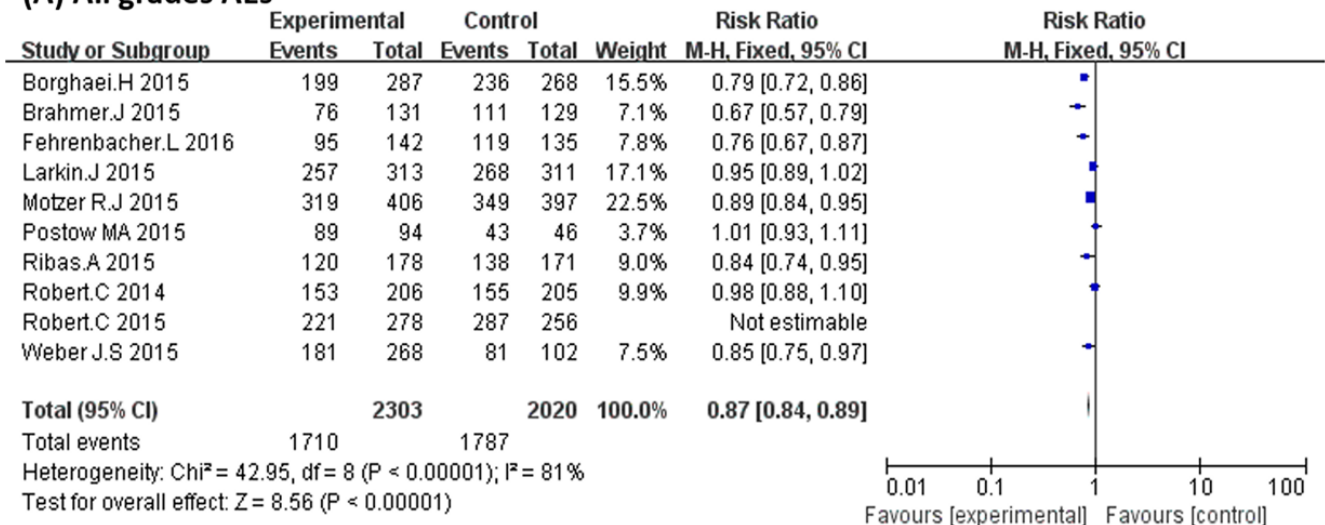 (A) All grades AEs
Experimental Control Risk Ratio Risk Ratio
Study or Subgroup Events Total Events Total Weight M-H, Fixed, 95% CI M-H, Fixed, 95% CI
Borghaei.H 2015 199 287 236 268 15.5% 0.79 [0.72, 0.86]
Brahmer.J 2015 76 131 111 129 7.1% 0.67 [0.57, 0.79]
Fehrenbacher.L 2016 95 142 119 135 7.8% 0.76 [0.67, 0.87]
Larkin.J 2015 257 313 268 311 17.1% 0.95 [0.89, 1.02]
Motzer R.J 2015 319 406 349 397 22.5% 0.89 [0.84, 0.95]
Postow MA 2015 89 94 43 46 3.7% 1.01 [0.93, 1.11]
Ribas.A 2015 120 178 138 171 9.0% 0.84 [0.74, 0.95]
Robert.C 2014 153 206 155 205 9.9% 0.98 [0.88, 1.10]
Robert.C 2015 221 278 287 256 Not estimable
Weber J.S 2015 181 268 81 102 7.5% 0.85 [0.75, 0.97]
Total (95% CI) 2303 2020 100.0% 0.87 [0.84, 0.89]
Total events 1710 1787
Heterogeneity: Chi² = 42.95, df = 8 (P < 0.00001); I² = 81%
Test for overall effect: Z = 8.56 (P < 0.00001)
0.01 0.1 1 10 100
Favours [experimental] Favours [control]